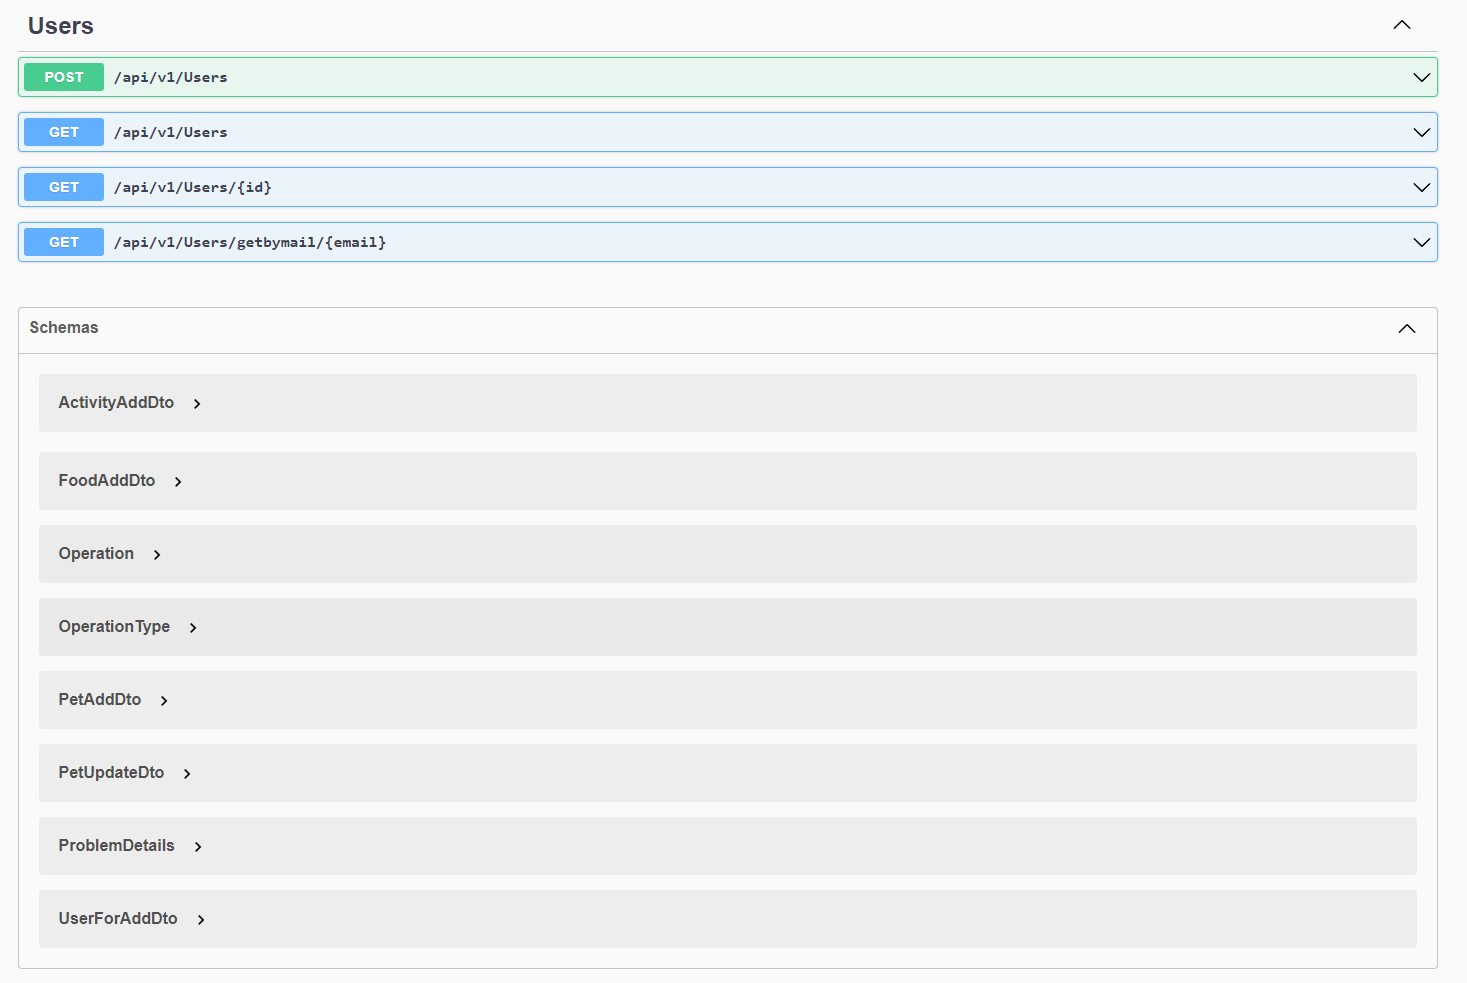 Users
POST /api/v1/Users
GET /api/v1/Users
GET /api/v1/Users/{id}
GET /api/v1/Users/getbymail/{email}
Schemas
ActivityAddDto
FoodAddDto
Operation
OperationType
PetAddDto
PetUpdateDto
ProblemDetails
UserForAddDto